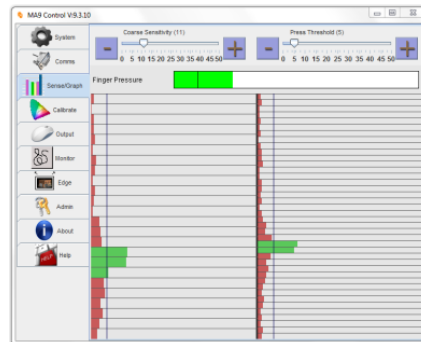 MA9 Control V:9.3.10
System
Comms
Sense/Graph
Calibrate
Output
Monitor
Edge
Admin
About
Help
Coarse Sensitivity (11)
- +
0 5 10 15 20 25 30 35 40 45 50
Press Threshold (5)
- +
0 5 10 15 20 25 30 35 40 45 50
Finger Pressure
HELP